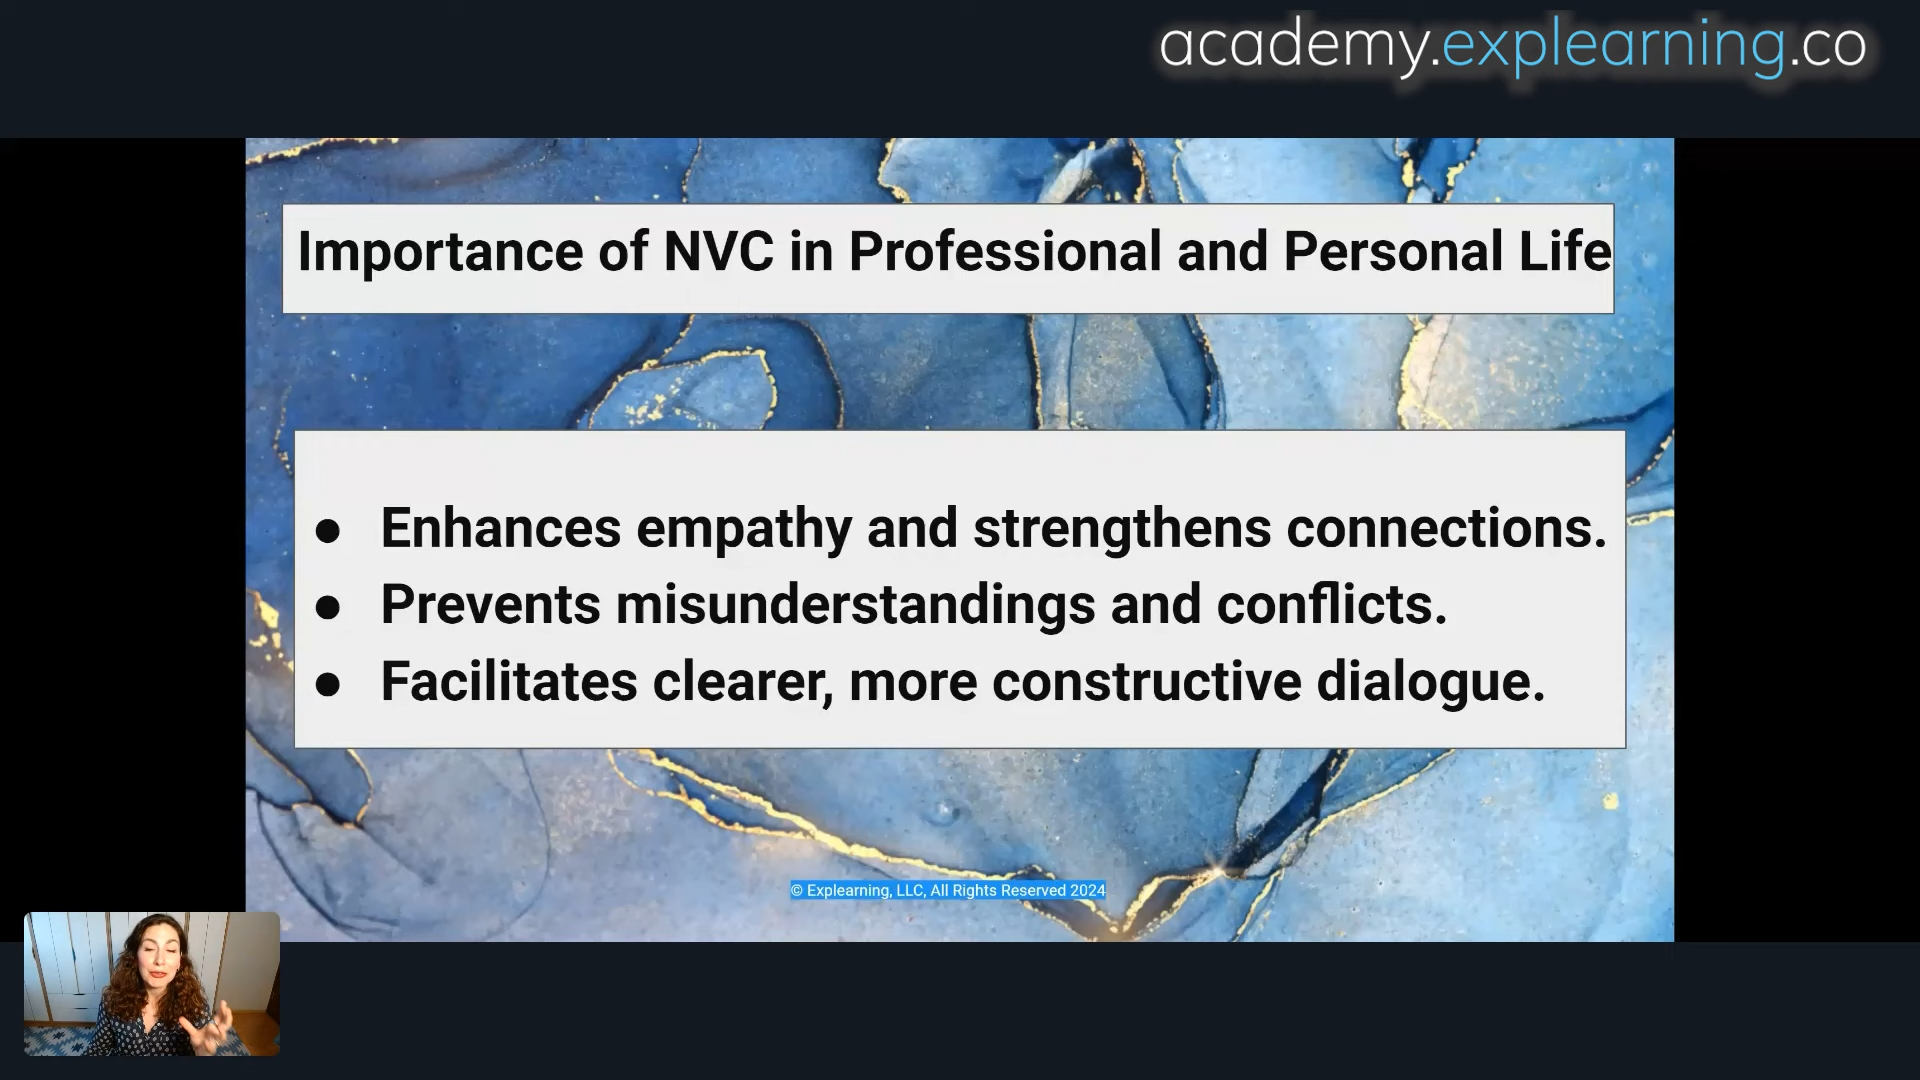 academy.explearning.co
Importance of NVC in Professional and Personal Life
● Enhances empathy and strengthens connections.
● Prevents misunderstandings and conflicts.
● Facilitates clearer, more constructive dialogue.
© Explearning, LLC, All Rights Reserved 2024